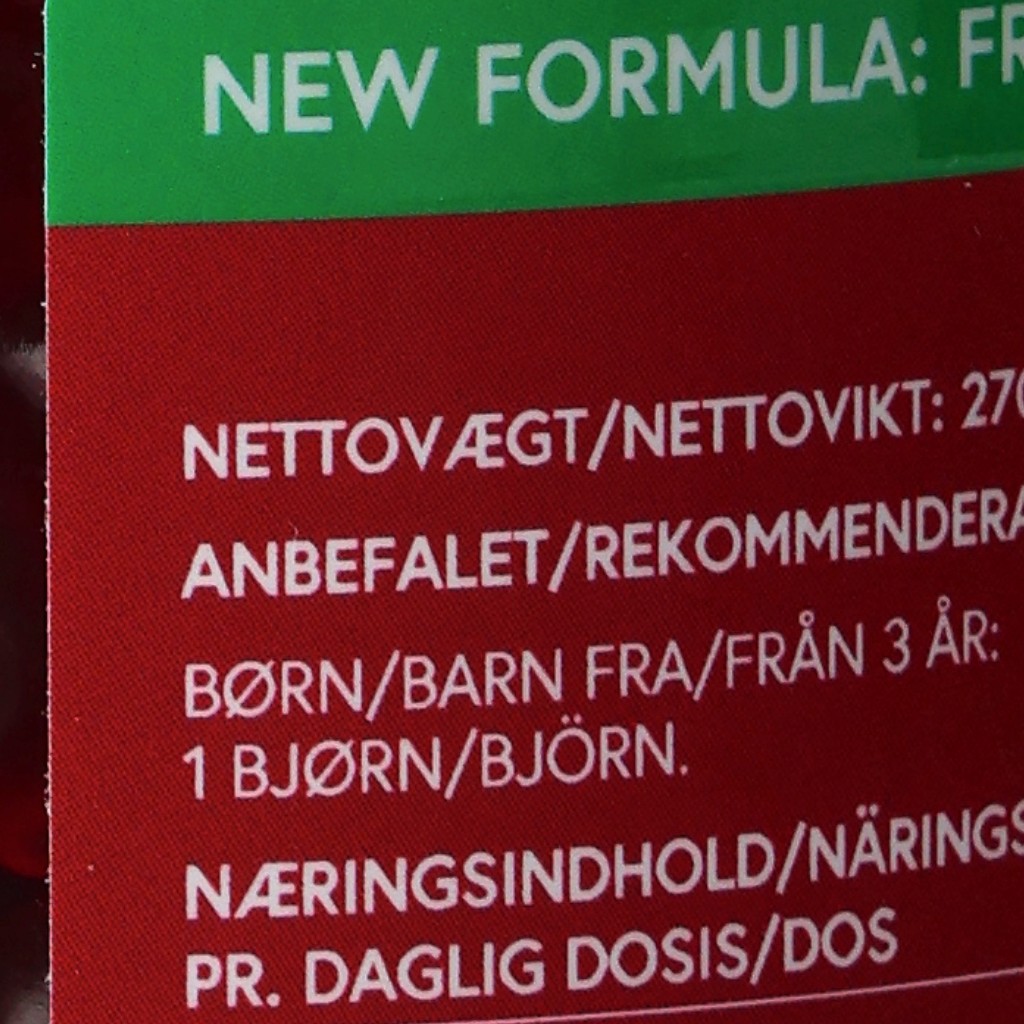 NEW FORMULA: FR
NETTOVÆGT/NETTOVIKT: 270
ANBEFALET/REKOMMENDERA
BØRN/BARN FRA/FRÅN 3 ÅR:
1 BJØRN/BJÖRN.
NÆRINGSINDHOLD/NÄRINGS
PR. DAGLIG DOSIS/DOS